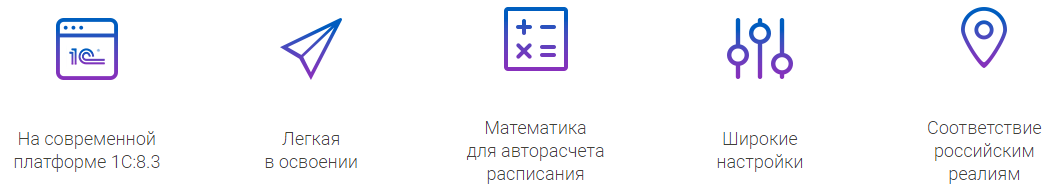 1С
На современной
платформе 1С:8.3
Легкая
в освоении
Математика
для авторасчета
расписания
Широкие
настройки
Соответствие
российским
реалиям